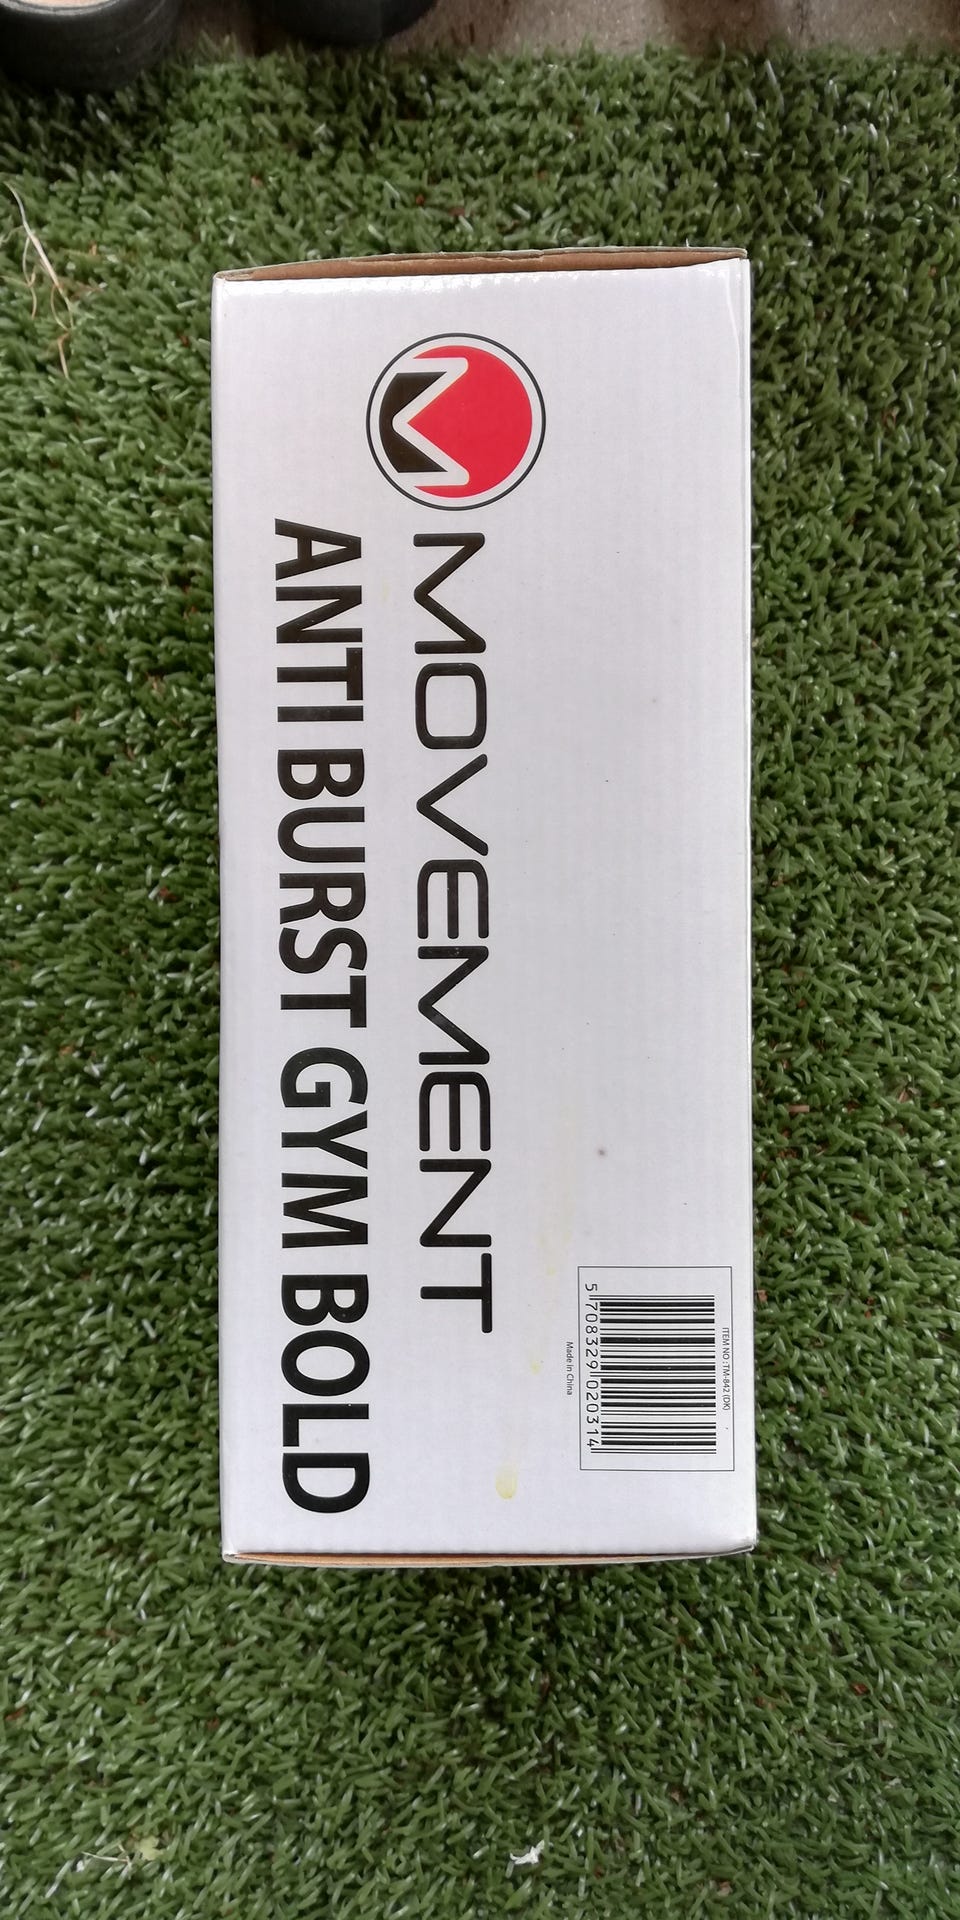 M
MOVEMENT
ANTI BURST GYM BOLD
ITEM NO : TM-842 (DK)
5 708329 020314
Made in China